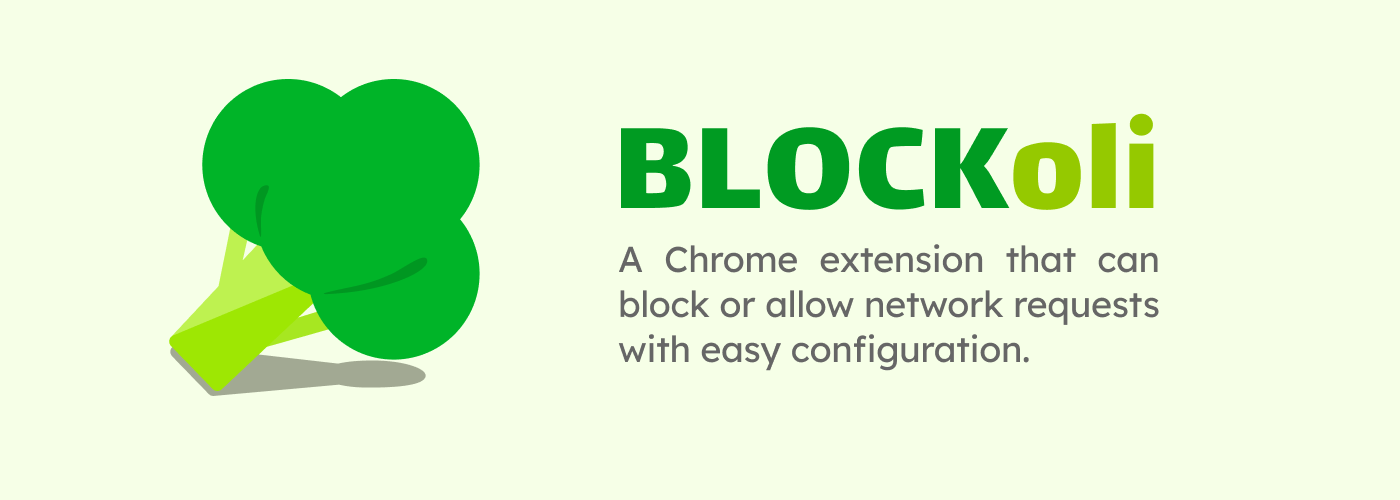 BLOCKoli
A Chrome extension that can
block or allow network requests
with easy configuration.